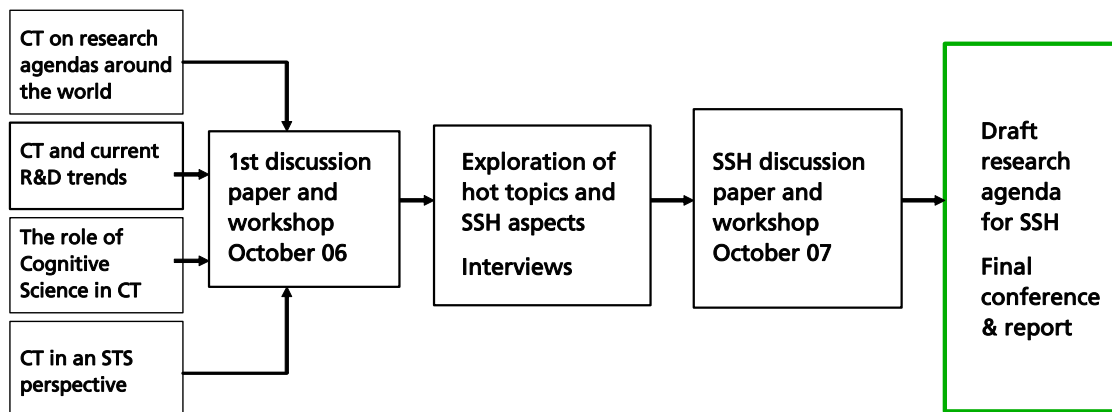 CT on research
agendas around
the world
CT and current
R&D trends
The role of
Cognitive
Science in CT
CT in an STS
perspective
1st discussion
paper and
workshop
October 06
Exploration of
hot topics and
SSH aspects
Interviews
SSH discussion
paper and
workshop
October 07
Draft
research
agenda
for SSH
Final
conference
& report